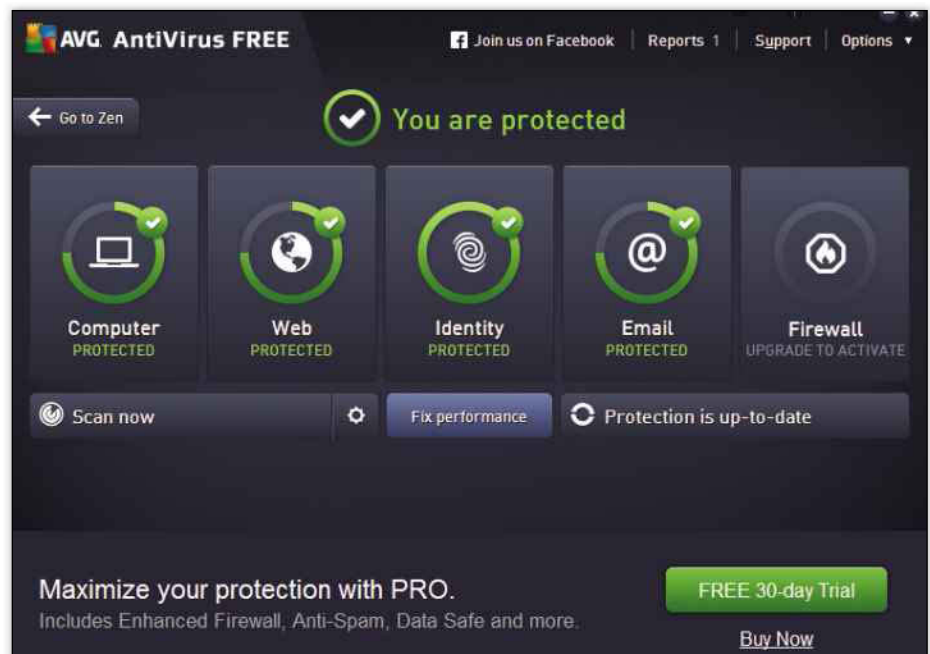 AVG. AntiVirus FREE
Join us on Facebook
Reports 1
Support
Options
Go to Zen
You are protected
Computer
PROTECTED
Web
PROTECTED
Identity
PROTECTED
@
Email
PROTECTED
Firewall
UPGRADE TO ACTIVATE
Scan now
Fix performance
Protection is up-to-date
Maximize your protection with PRO.
Includes Enhanced Firewall, Anti-Spam, Data Safe and more.
FREE 30-day Trial
Buy Now